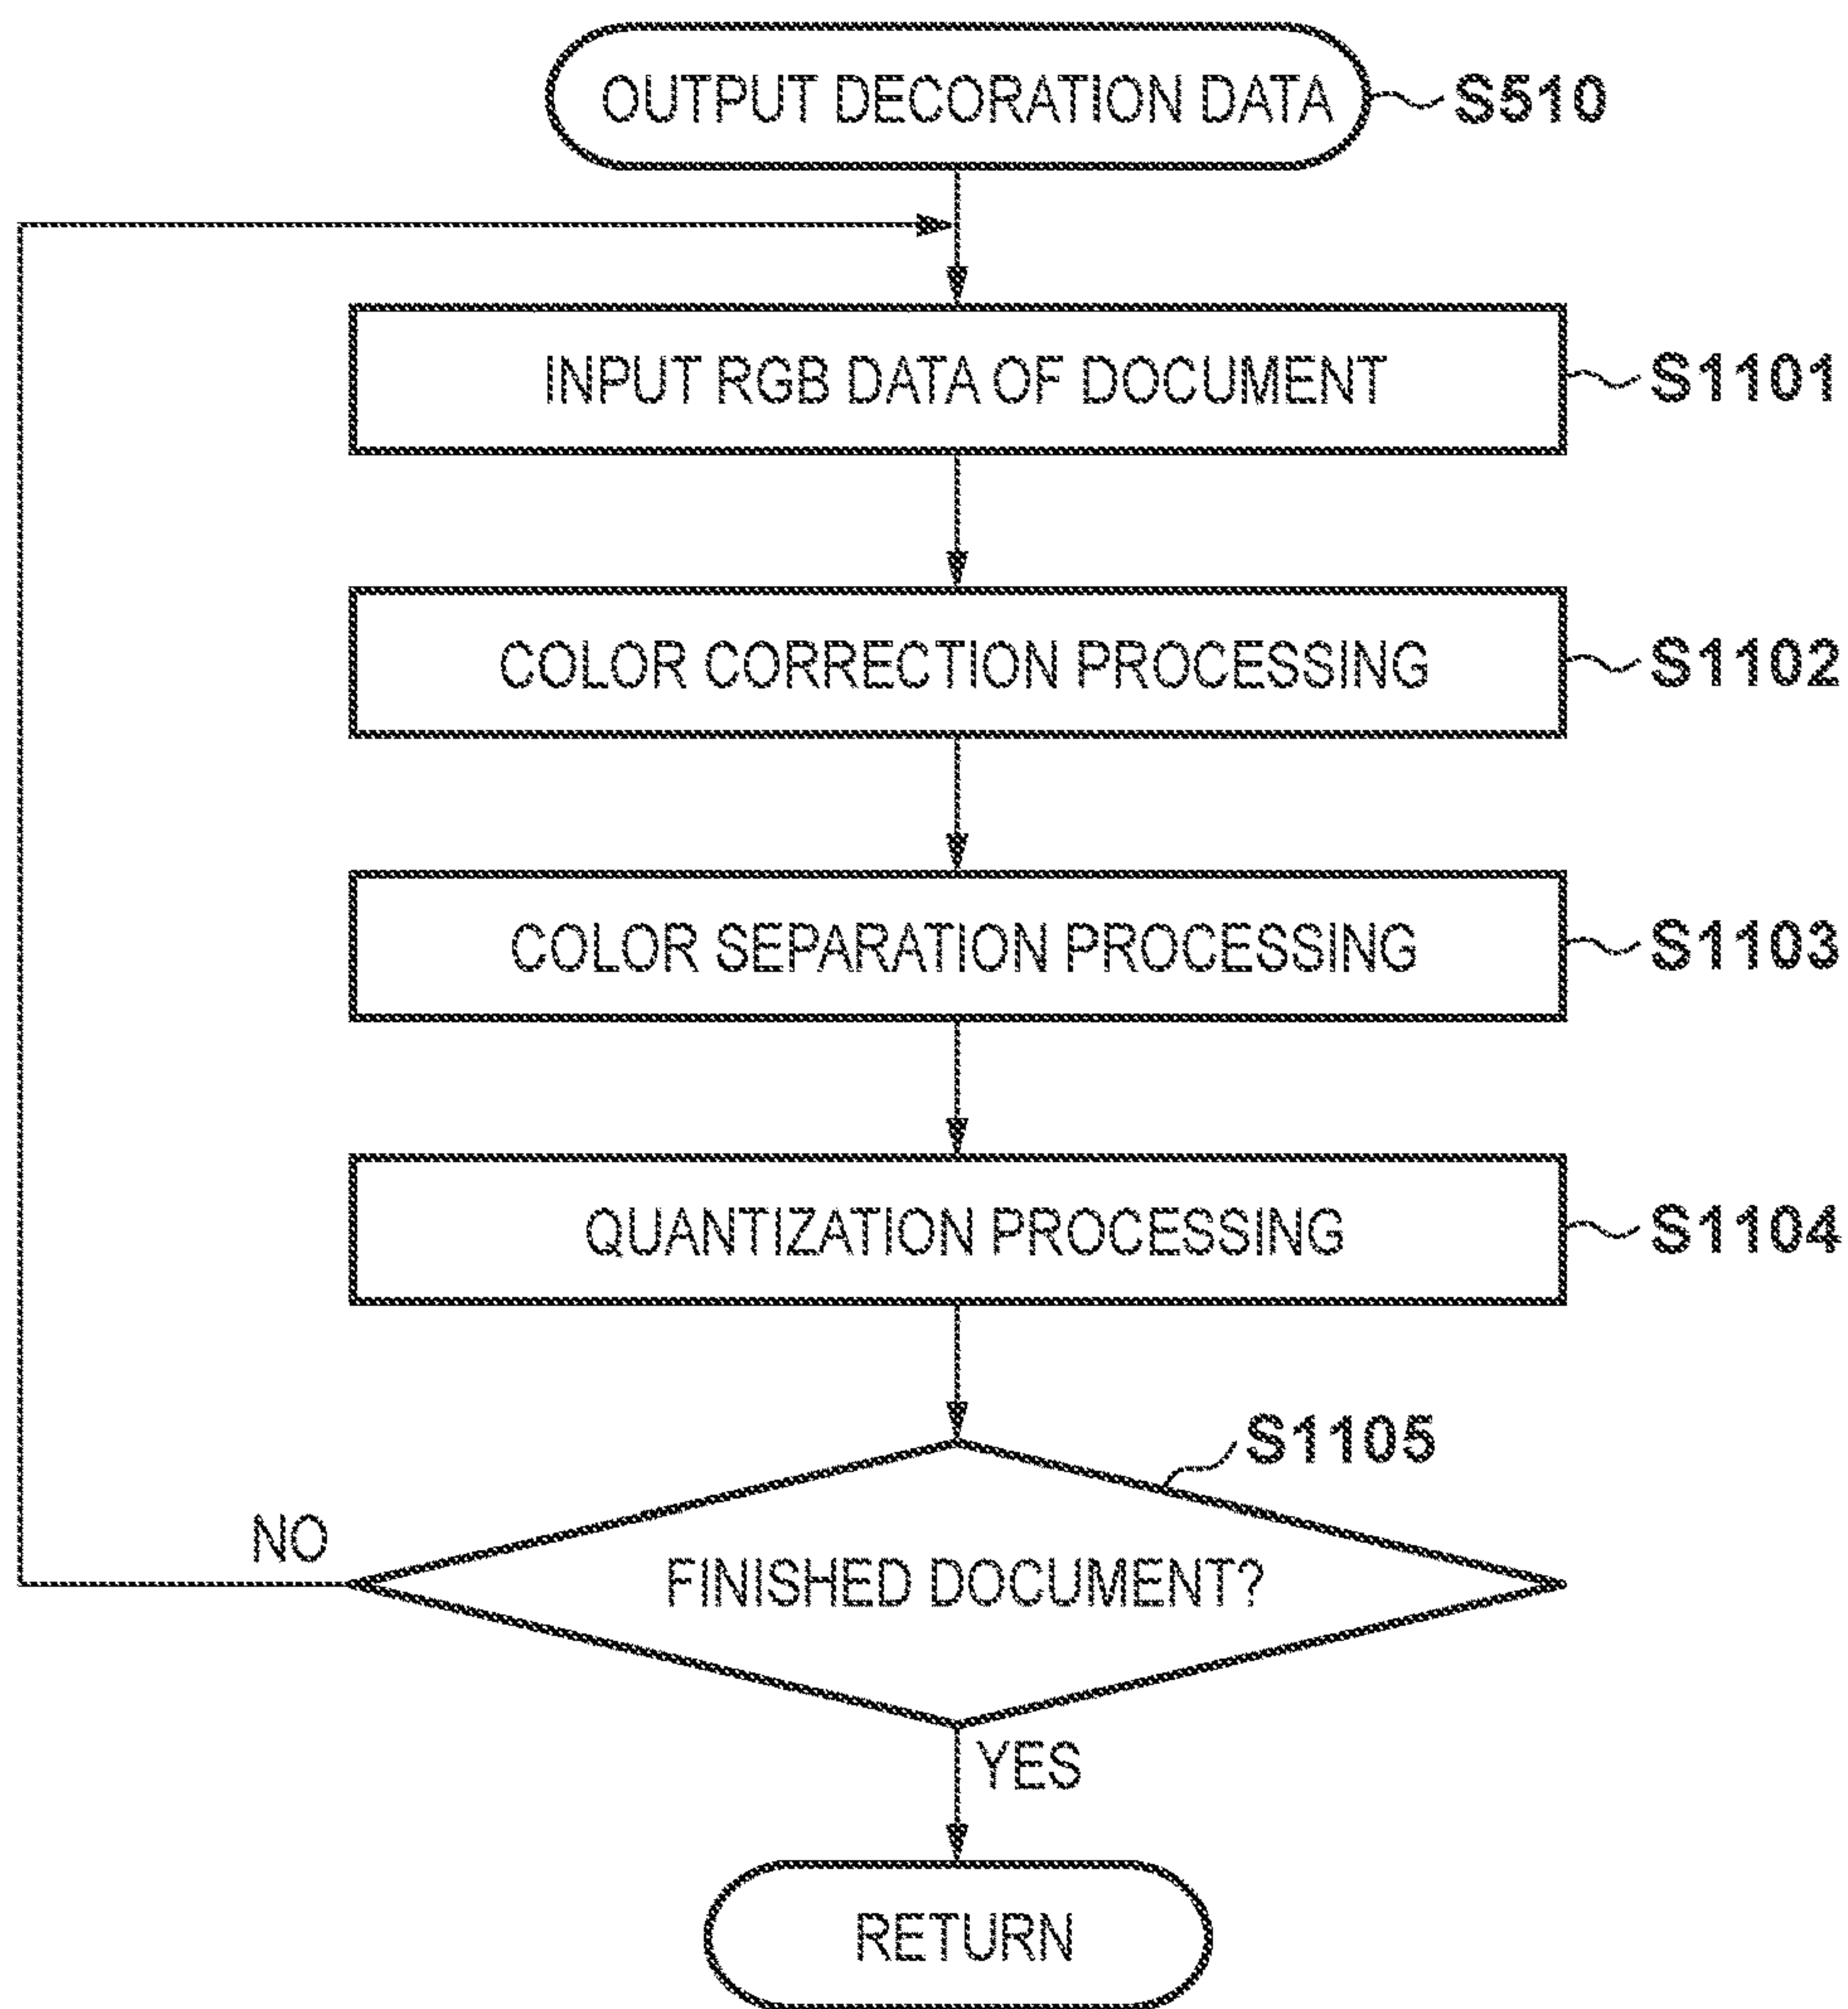 OUTPUT DECORATION DATA S510
INPUT RGB DATA OF DOCUMENT S1101
COLOR CORRECTION PROCESSING S1102
COLOR SEPARATION PROCESSING S1103
QUANTIZATION PROCESSING S1104
S1105
NO
FINISHED DOCUMENT?
YES
RETURN